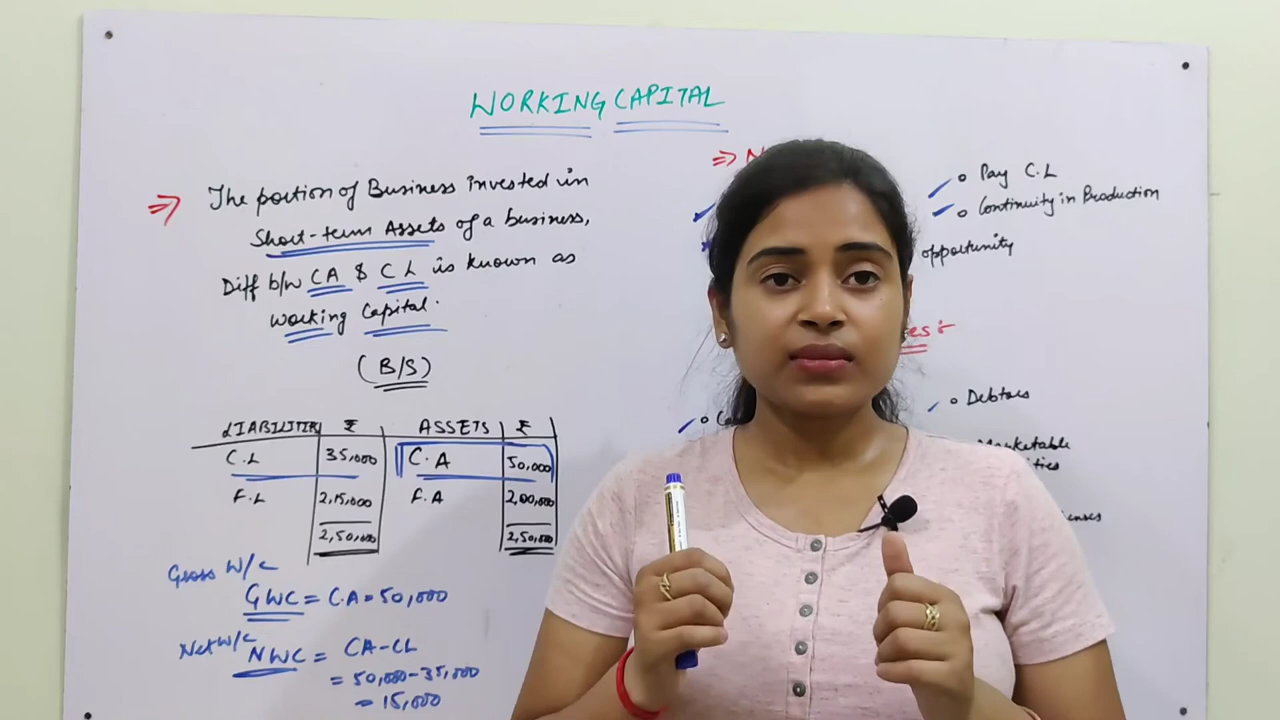 WORKING CAPITAL
⇒ The portion of Business invested in
Short-term Assets of a business,
Diff b/w CA & CL is known as
Working Capital.
(B/S)
LIABILITIES ₹ ASSETS ₹
C.L 35,000 C.A 50,000
F.L 2,15,000 F.A 2,00,000
2,50,000 2,50,000
Gross W/c
GWC = C.A = 50,000
Net W/c
NWC = CA-CL
= 50,000-35,000
= 15,000
⇒ N
Pay C.L
Continuity in Production
opportunity
Debtors